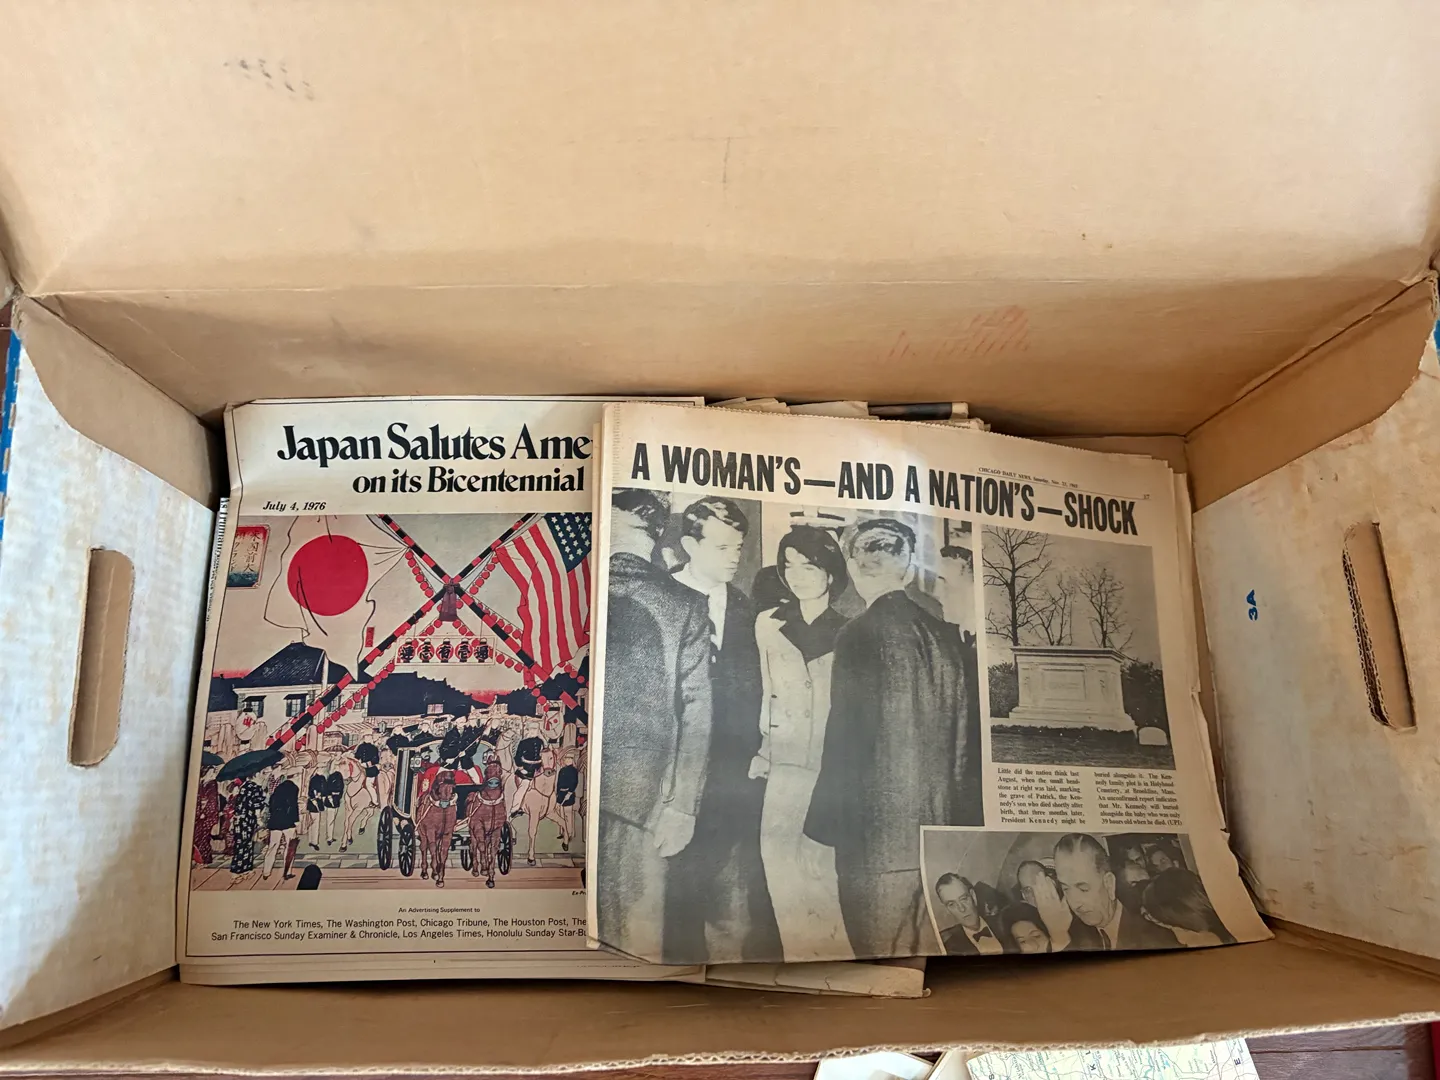 Japan Salutes Ame
on its Bicentennial
July 4, 1976
An Advertising Supplement to
The New York Times, The Washington Post, Chicago Tribune, The Houston Post, The
San Francisco Sunday Examiner & Chronicle, Los Angeles Times, Honolulu Sunday Star-Bu
CHICAGO DAILY NEWS, Saturday, Nov. 23, 1963
A WOMAN'S—AND A NATION'S—SHOCK
Little did the nation think last
August, when the small head-
stone at right was laid, marking
the grave of Patrick, the Ken-
nedy's son who died shortly after
birth, that three months later,
President Kennedy might be
buried alongside it. The Ken-
nedy family plot is in Holyhood
Cemetery, at Brookline, Mass.
An unconfirmed report indicates
that Mr. Kennedy will buried
alongside the baby who was only
39 hours old when he died. (UPI)
3A